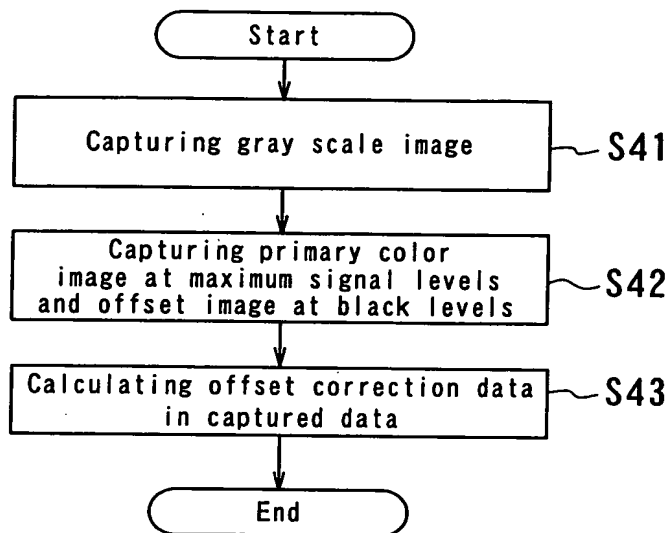 Start
Capturing gray scale image
S41
Capturing primary color
image at maximum signal levels
and offset image at black levels
S42
Calculating offset correction data
in captured data
S43
End